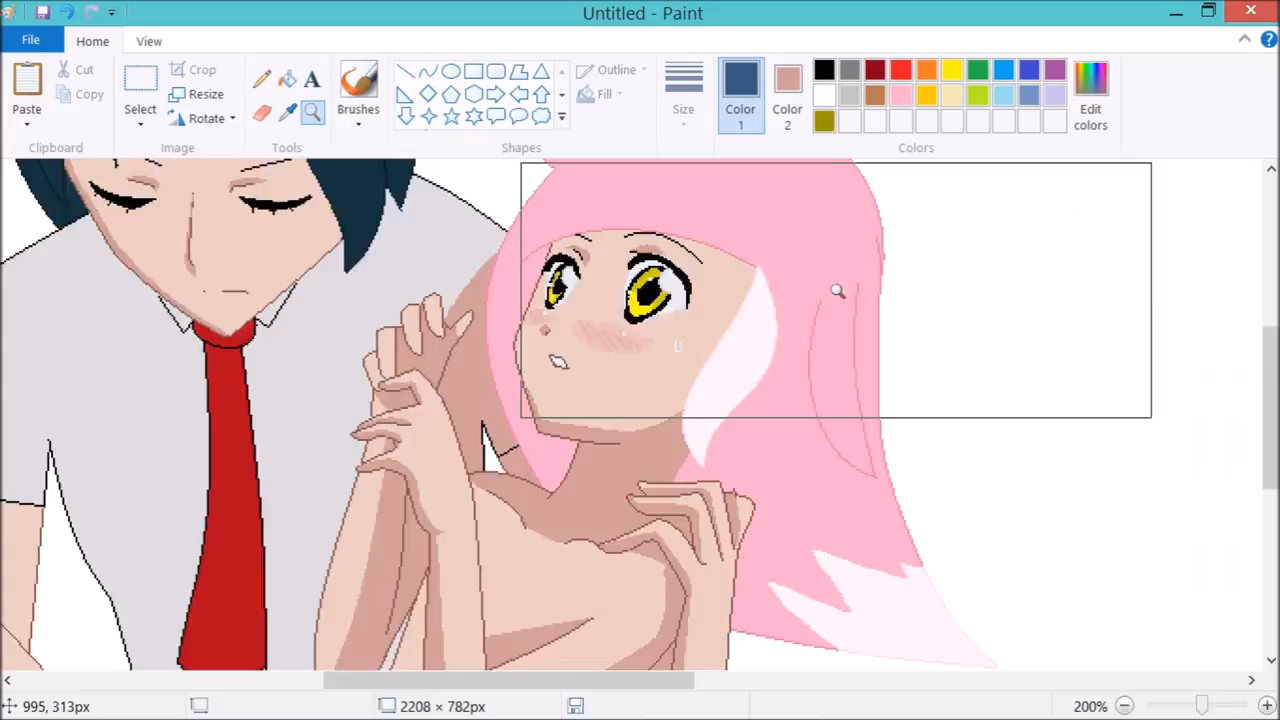 Untitled - Paint
File
Home
View
Paste
Cut
Copy
Clipboard
Select
Crop
Resize
Rotate
Image
Tools
Brushes
Shapes
Outline
Fill
Size
Color
1
Color
2
Edit
colors
Colors
995, 313px
2208 × 782px
200%